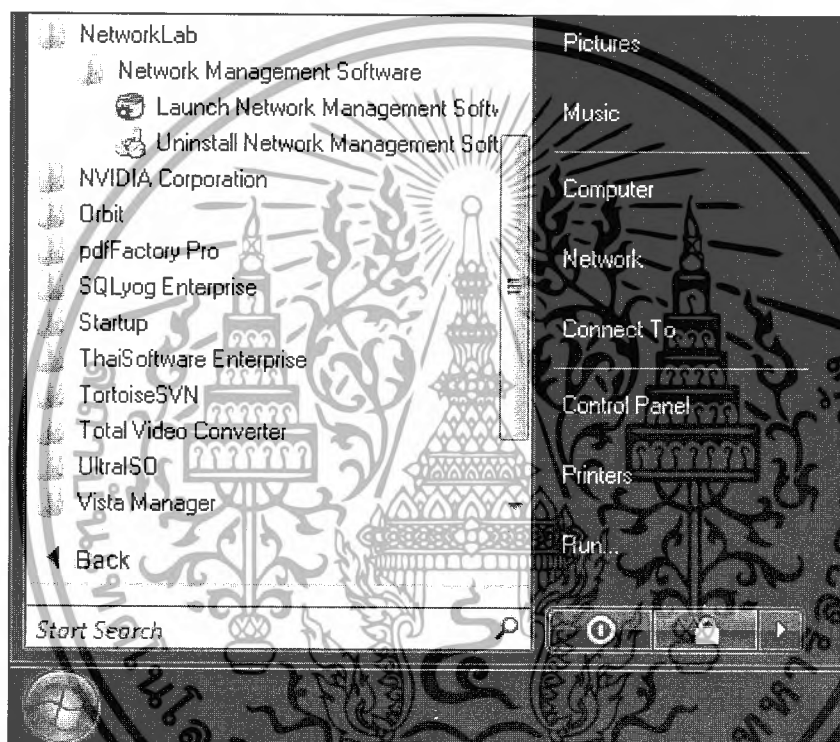 NetworkLab
Network Management Software
Launch Network Management Softw
Uninstall Network Management Soft
NVIDIA Corporation
Orbit
pdfFactory Pro
SQLyog Enterprise
Startup
ThaiSoftware Enterprise
TortoiseSVN
Total Video Converter
UltraISO
Vista Manager
Back
Start Search
Pictures
Music
Computer
Network
Connect To
Control Panel
Printers
Run...